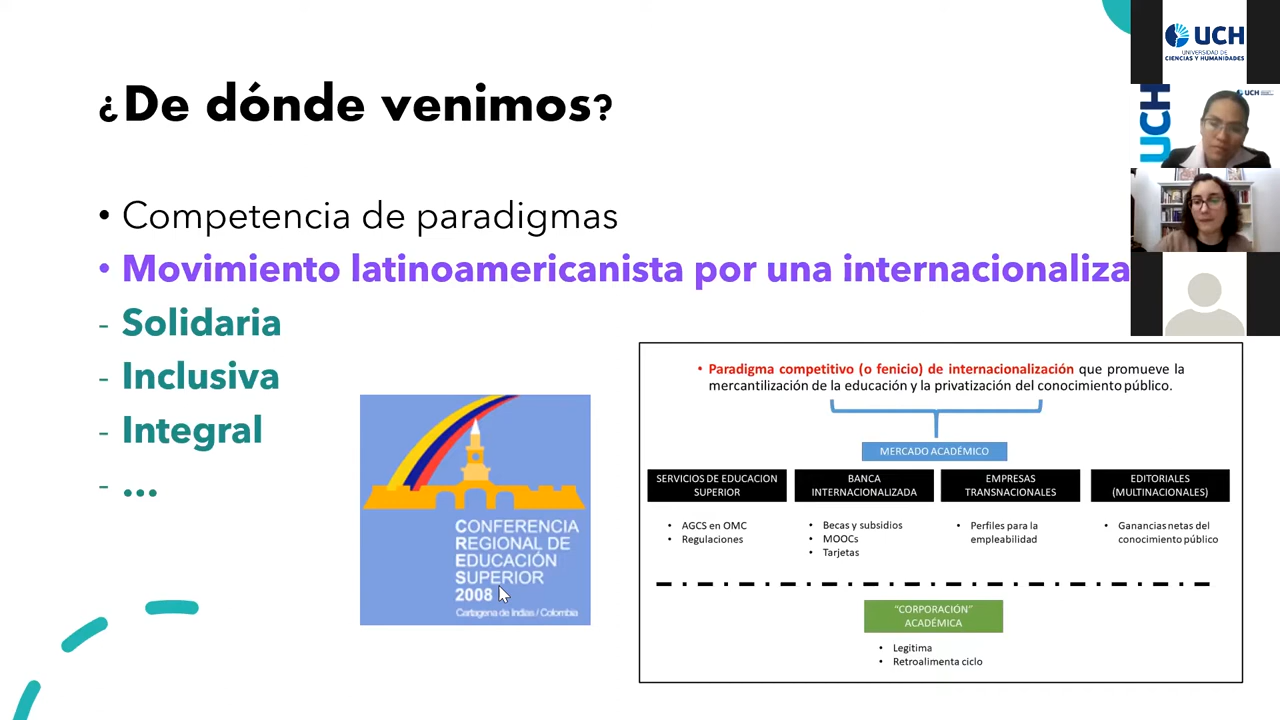 ¿De dónde venimos?
• Competencia de paradigmas
• Movimiento latinoamericanista por una internacionaliza
- Solidaria
- Inclusiva
- Integral
- ...
CONFERENCIA
REGIONAL DE
EDUCACIÓN
SUPERIOR
2008
Cartagena de Indias / Colombia
• Paradigma competitivo (o fenicio) de internacionalización que promueve la
mercantilización de la educación y la privatización del conocimiento público.
MERCADO ACADÉMICO
SERVICIOS DE EDUCACION
SUPERIOR
• AGCS en OMC
• Regulaciones
BANCA
INTERNACIONALIZADA
• Becas y subsidios
• MOOCs
• Tarjetas
EMPRESAS
TRANSNACIONALES
• Perfiles para la
empleabilidad
EDITORIALES
(MULTINACIONALES)
• Ganancias netas del
conocimiento público
"CORPORACIÓN"
ACADÉMICA
• Legitima
• Retroalimenta ciclo
UCH
UNIVERSIDAD DE
CIENCIAS Y HUMANIDADES
UCH
UCH